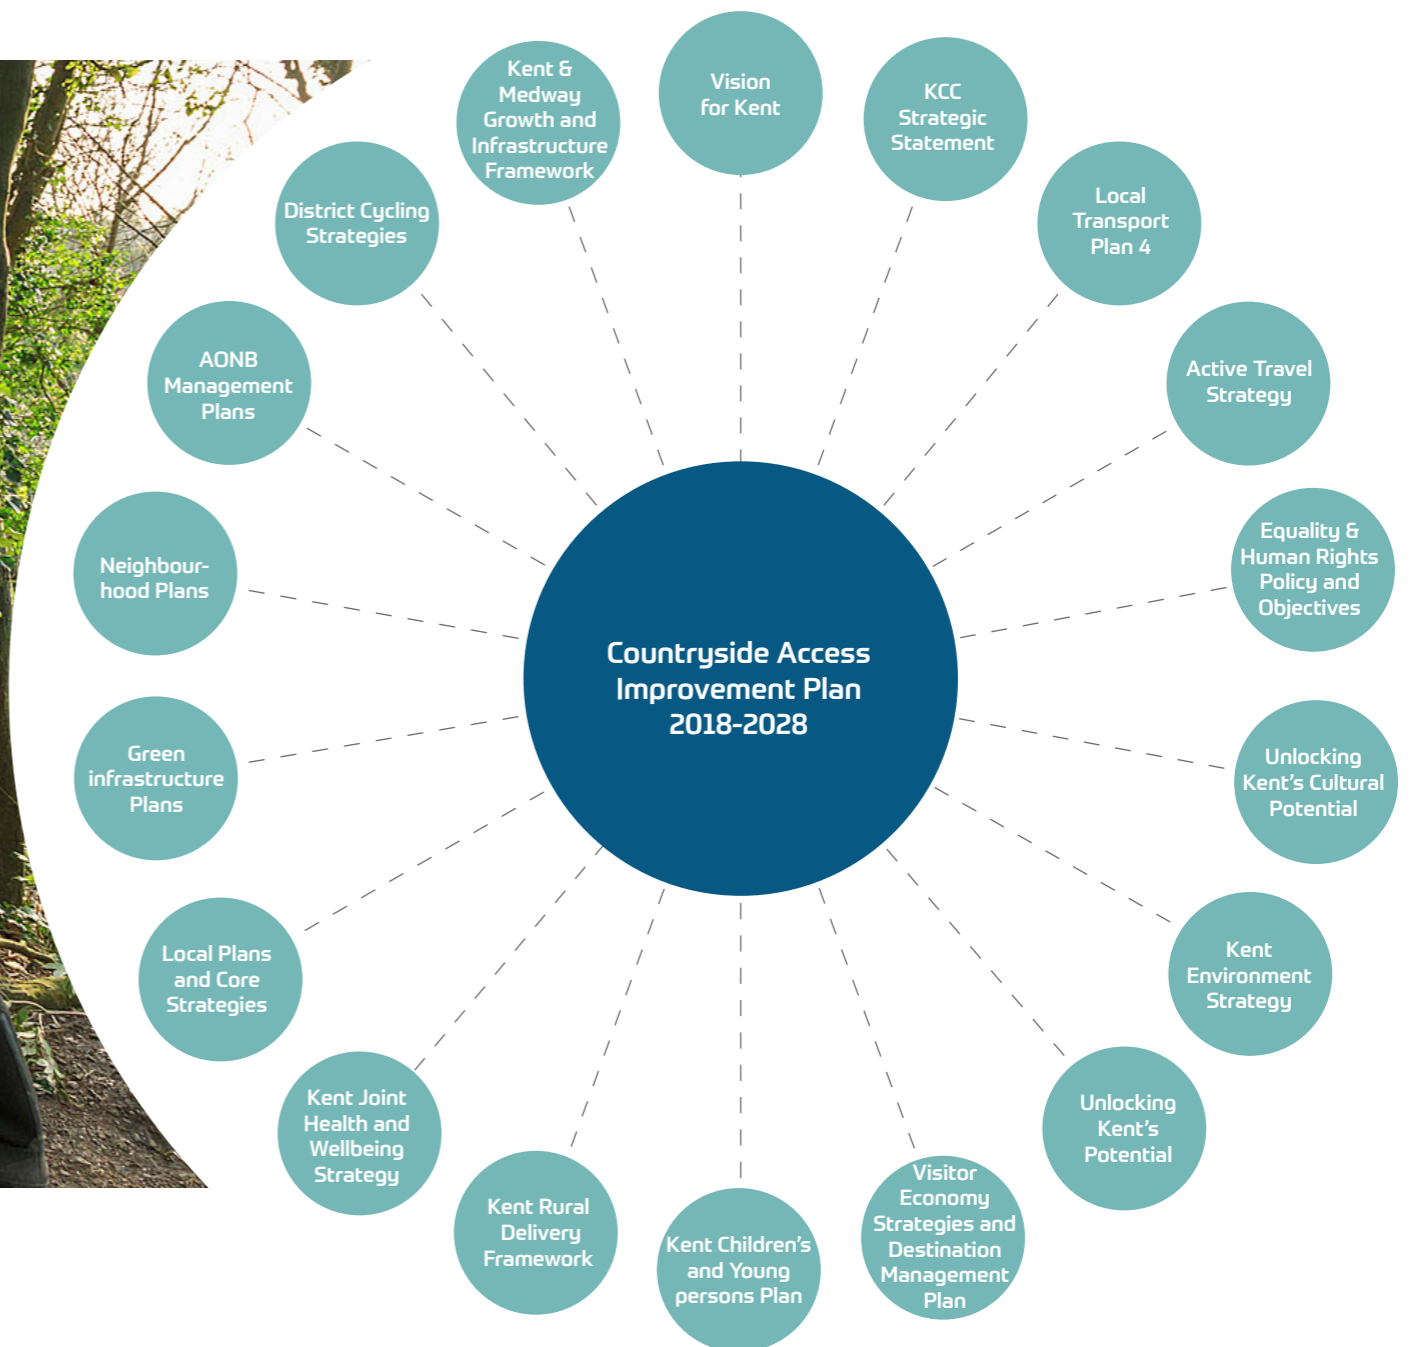 Vision
for Kent
KCC
Strategic
Statement
Local
Transport
Plan 4
Active Travel
Strategy
Equality &
Human Rights
Policy and
Objectives
Unlocking
Kent's Cultural
Potential
Kent
Environment
Strategy
Unlocking
Kent's
Potential
Visitor
Economy
Strategies and
Destination
Management
Plan
Kent Children's
and Young
persons Plan
Kent Rural
Delivery
Framework
Kent Joint
Health and
Wellbeing
Strategy
Local Plans
and Core
Strategies
Green
infrastructure
Plans
Neighbour-
hood Plans
AONB
Management
Plans
District Cycling
Strategies
Kent &
Medway
Growth and
Infrastructure
Framework
Countryside Access
Improvement Plan
2018-2028